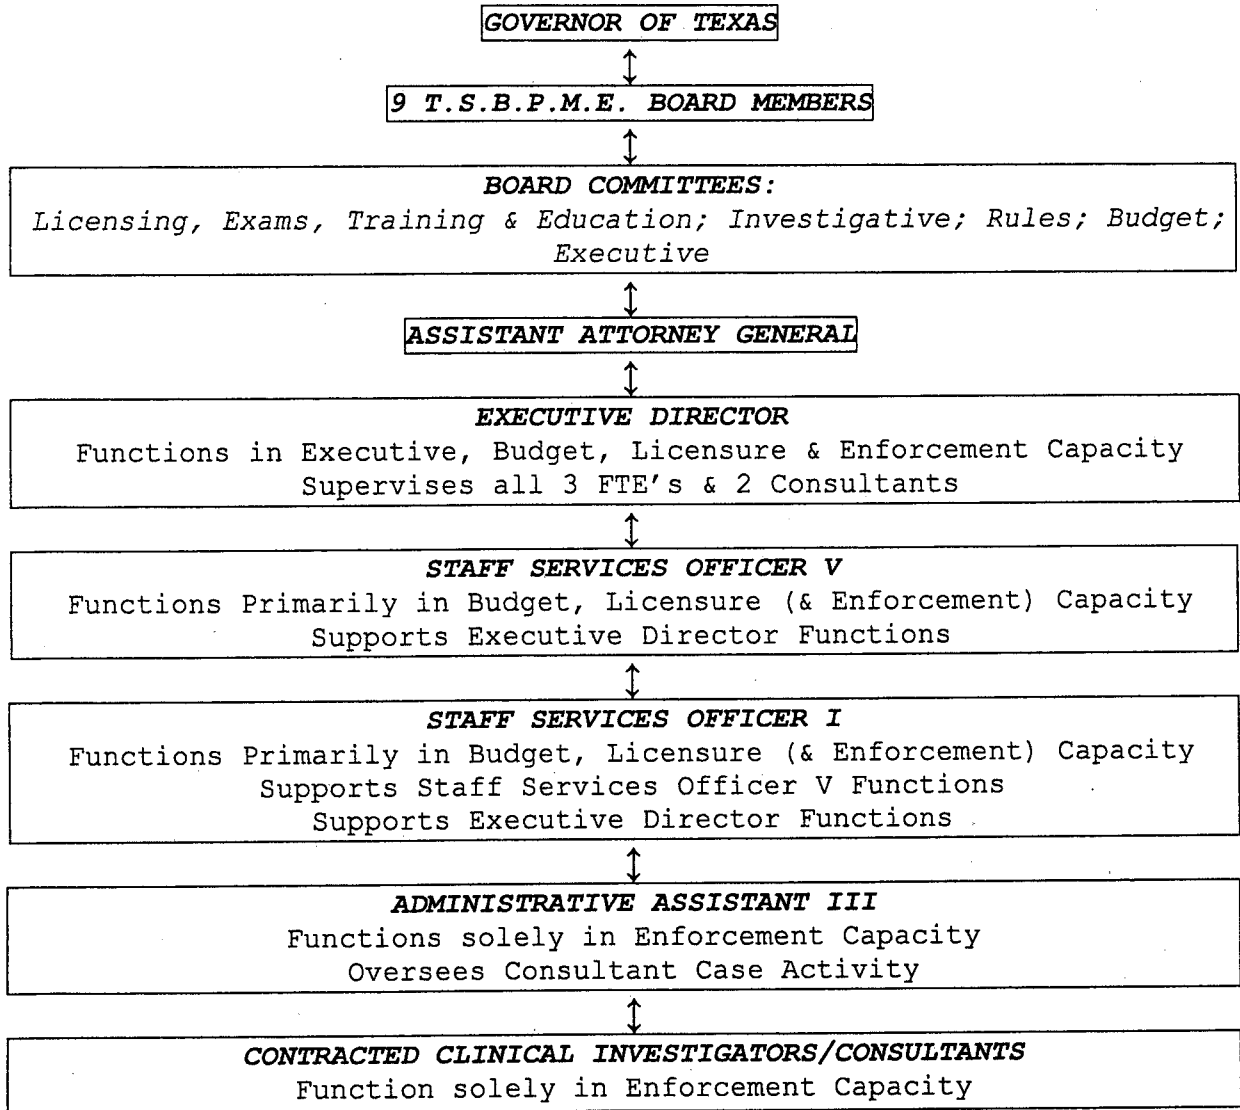 GOVERNOR OF TEXAS
9 T.S.B.P.M.E. BOARD MEMBERS
BOARD COMMITTEES:
Licensing, Exams, Training & Education; Investigative; Rules; Budget;
Executive
ASSISTANT ATTORNEY GENERAL
EXECUTIVE DIRECTOR
Functions in Executive, Budget, Licensure & Enforcement Capacity
Supervises all 3 FTE's & 2 Consultants
STAFF SERVICES OFFICER V
Functions Primarily in Budget, Licensure (& Enforcement) Capacity
Supports Executive Director Functions
STAFF SERVICES OFFICER I
Functions Primarily in Budget, Licensure (& Enforcement) Capacity
Supports Staff Services Officer V Functions
Supports Executive Director Functions
ADMINISTRATIVE ASSISTANT III
Functions solely in Enforcement Capacity
Oversees Consultant Case Activity
CONTRACTED CLINICAL INVESTIGATORS/CONSULTANTS
Function solely in Enforcement Capacity